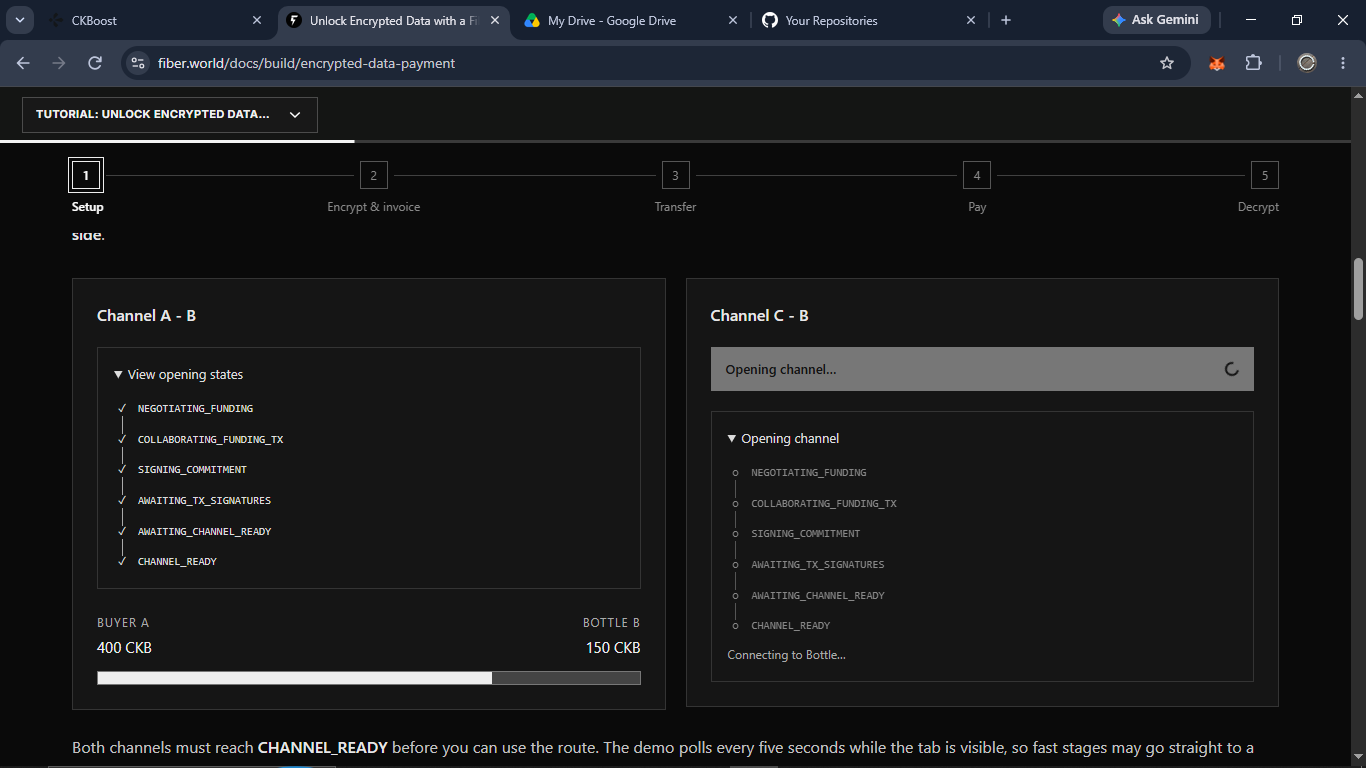 CKBoost
Unlock Encrypted Data with a Fi
My Drive - Google Drive
Your Repositories
Ask Gemini
fiber.world/docs/build/encrypted-data-payment
TUTORIAL: UNLOCK ENCRYPTED DATA...
1
2
3
4
5
Setup
Encrypt & invoice
Transfer
Pay
Decrypt
side.
Channel A - B
View opening states
✓ NEGOTIATING_FUNDING
✓ COLLABORATING_FUNDING_TX
✓ SIGNING_COMMITMENT
✓ AWAITING_TX_SIGNATURES
✓ AWAITING_CHANNEL_READY
✓ CHANNEL_READY
BUYER A
BOTTLE B
400 CKB
150 CKB
Channel C - B
Opening channel...
Opening channel
NEGOTIATING_FUNDING
COLLABORATING_FUNDING_TX
SIGNING_COMMITMENT
AWAITING_TX_SIGNATURES
AWAITING_CHANNEL_READY
CHANNEL_READY
Connecting to Bottle...
Both channels must reach CHANNEL_READY before you can use the route. The demo polls every five seconds while the tab is visible, so fast stages may go straight to a